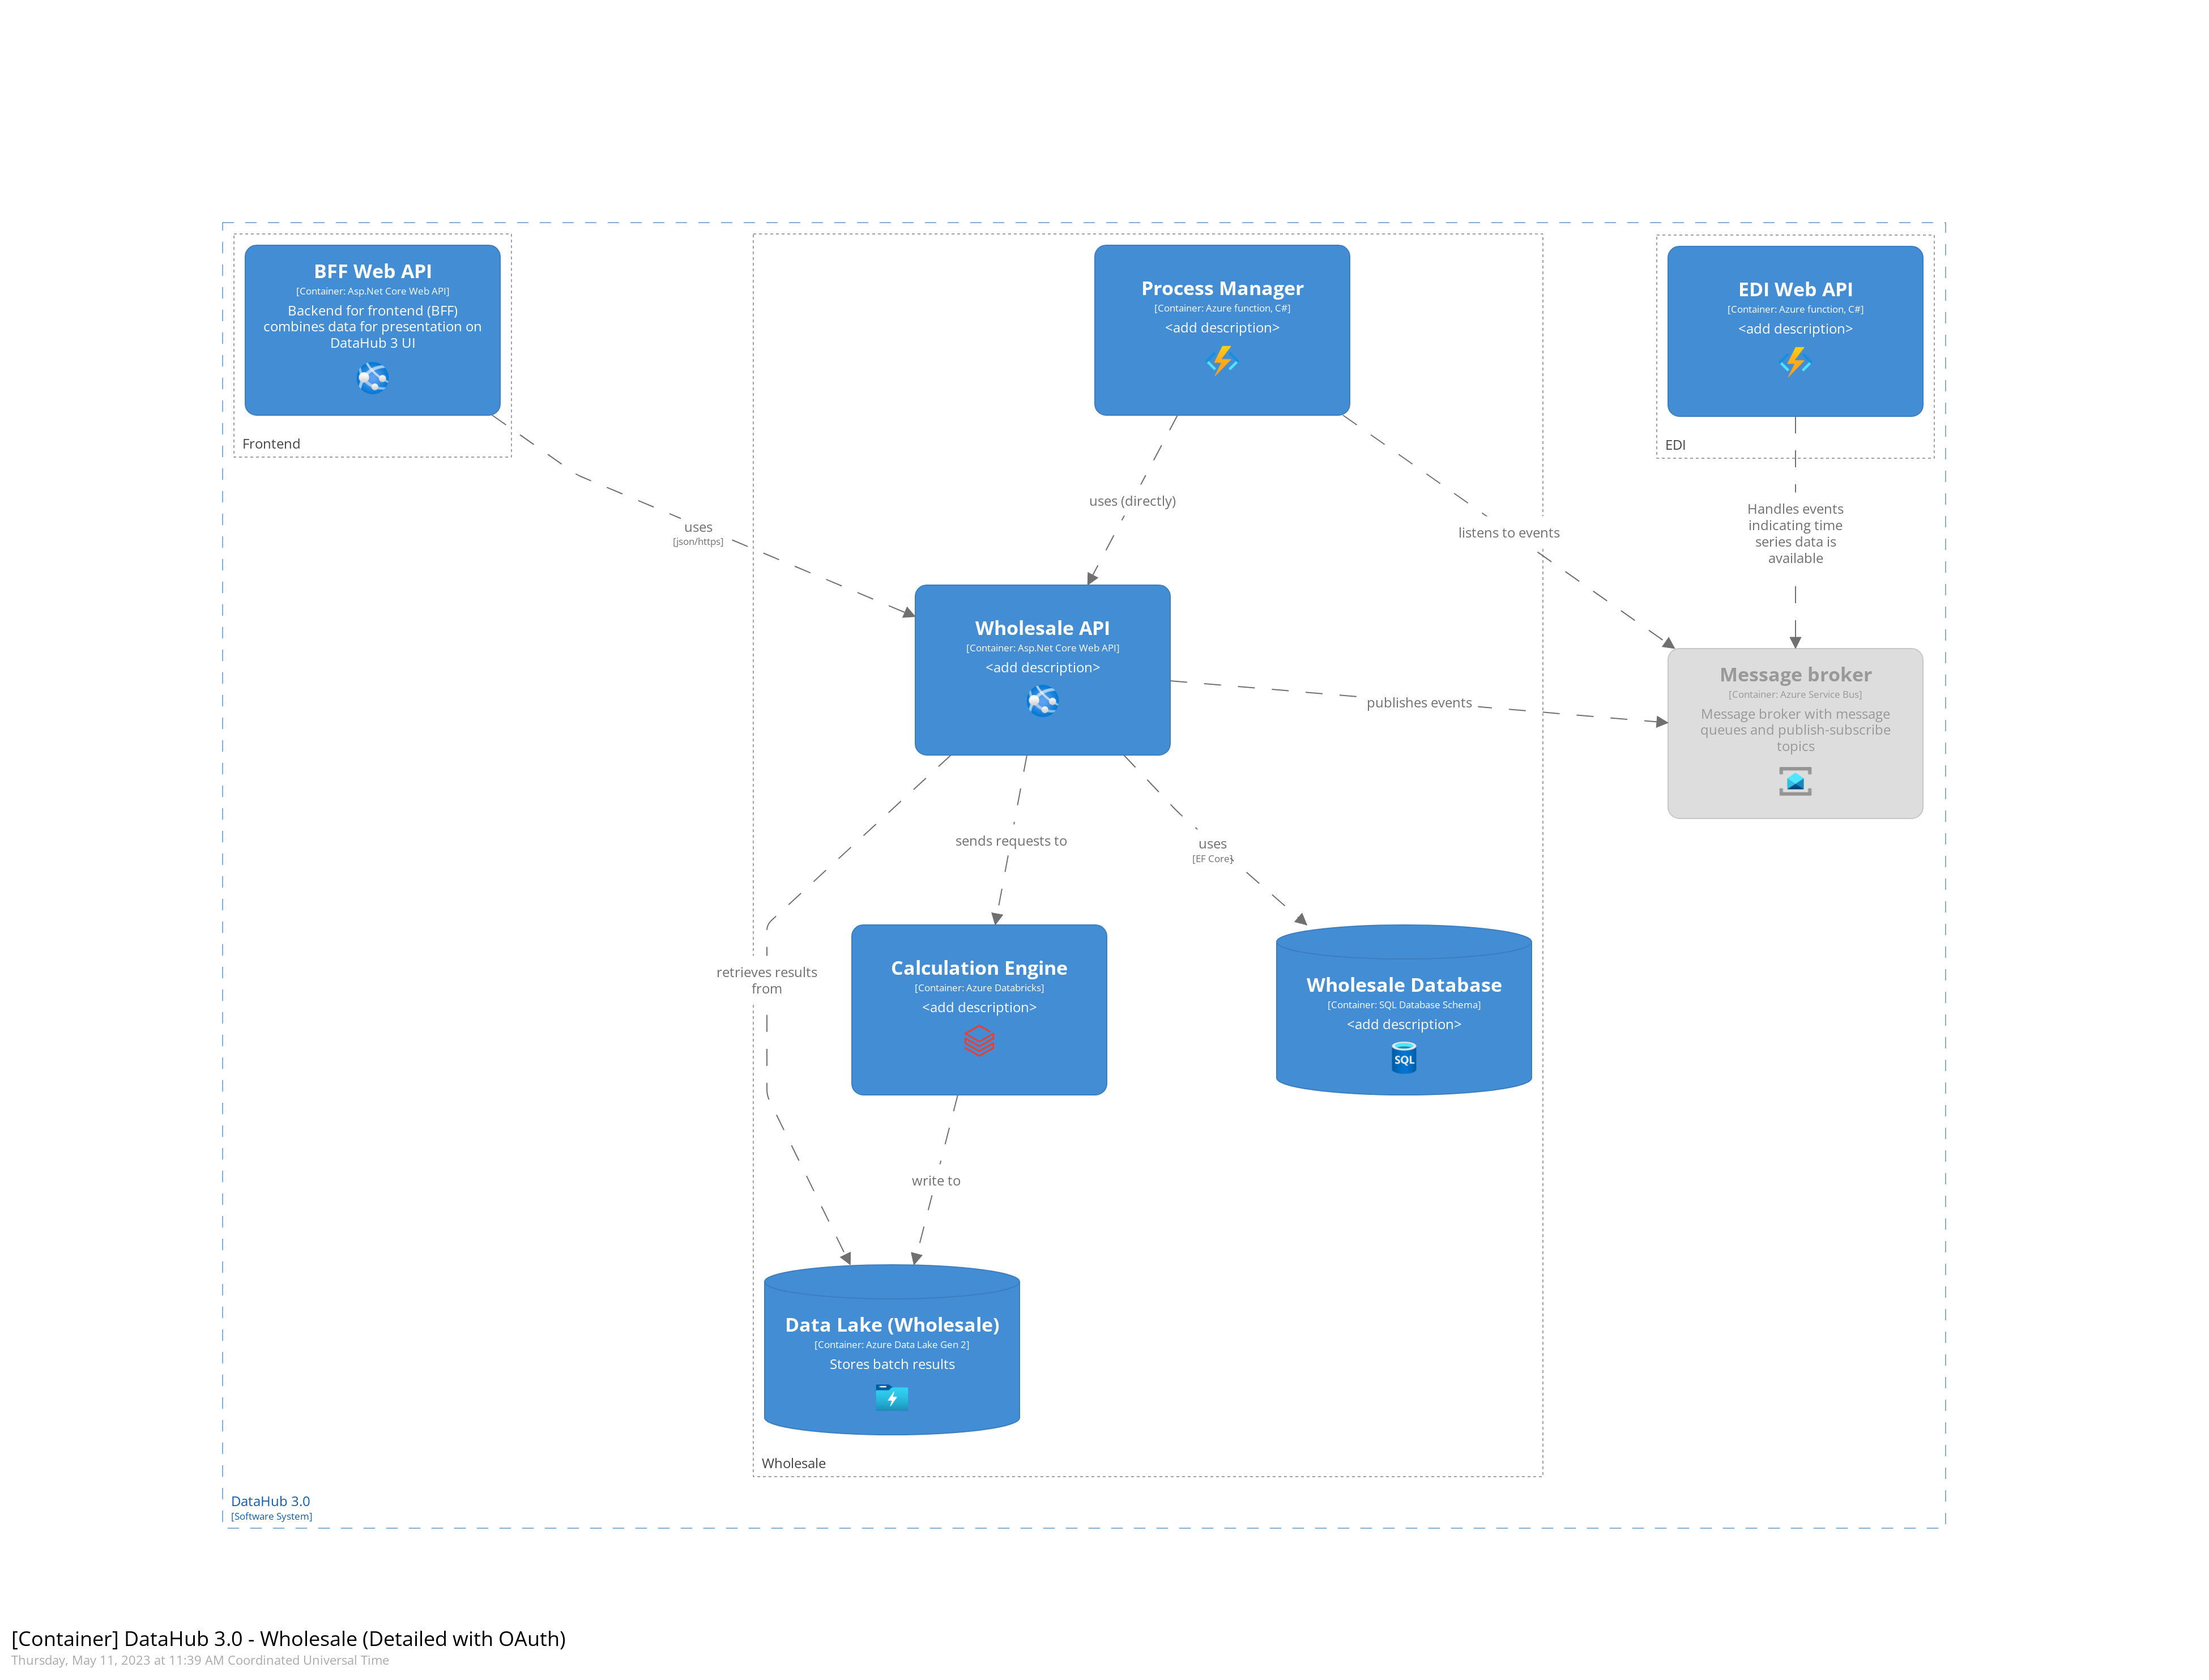 BFF Web API
[Container: Asp.Net Core Web API]
Backend for frontend (BFF)
combines data for presentation on
DataHub 3 UI
Frontend
Process Manager
[Container: Azure function, C#]
<add description>
EDI Web API
[Container: Azure function, C#]
<add description>
EDI
uses
[json/https]
uses (directly)
listens to events
Handles events
indicating time
series data is
available
Wholesale API
[Container: Asp.Net Core Web API]
<add description>
publishes events
Message broker
[Container: Azure Service Bus]
Message broker with message
queues and publish-subscribe
topics
sends requests to
uses
[EF Core]
retrieves results
from
Calculation Engine
[Container: Azure Databricks]
<add description>
Wholesale Database
[Container: SQL Database Schema]
<add description>
SQL
write to
Data Lake (Wholesale)
[Container: Azure Data Lake Gen 2]
Stores batch results
Wholesale
DataHub 3.0
[Software System]
[Container] DataHub 3.0 - Wholesale (Detailed with OAuth)
Thursday, May 11, 2023 at 11:39 AM Coordinated Universal Time